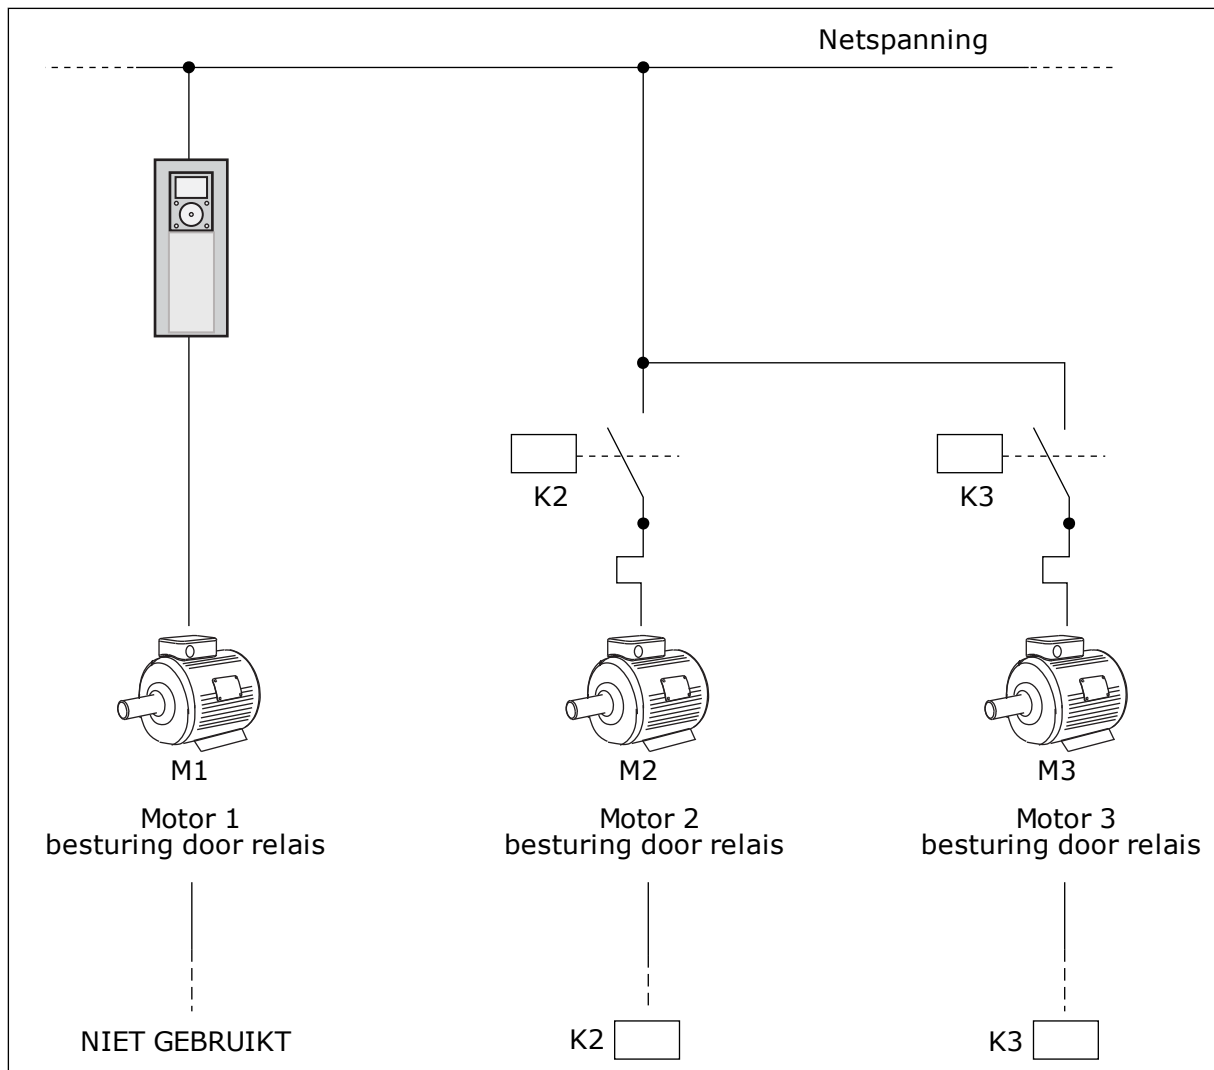 Netspanning
K2
K3
M1
M2
M3
Motor 1
besturing door relais
Motor 2
besturing door relais
Motor 3
besturing door relais
NIET GEBRUIKT
K2
K3